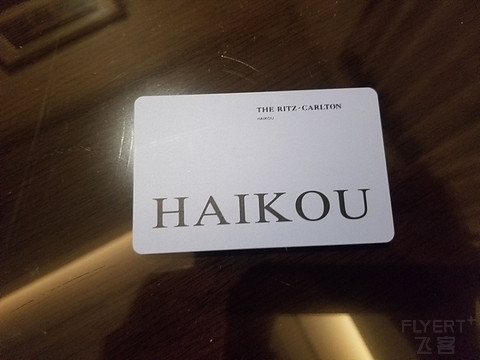 THE RITZ-CARLTON
HAIKOU
HAIKOU
FLYERT+
飞客